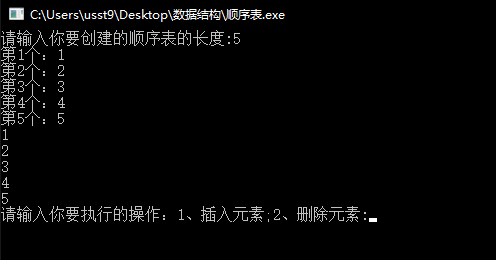 C:\Users\usst9\Desktop\数据结构\顺序表.exe
请输入你要创建的顺序表的长度:5
第1个：1
第2个：2
第3个：3
第4个：4
第5个：5
1
2
3
4
5
请输入你要执行的操作：1、插入元素;2、删除元素: